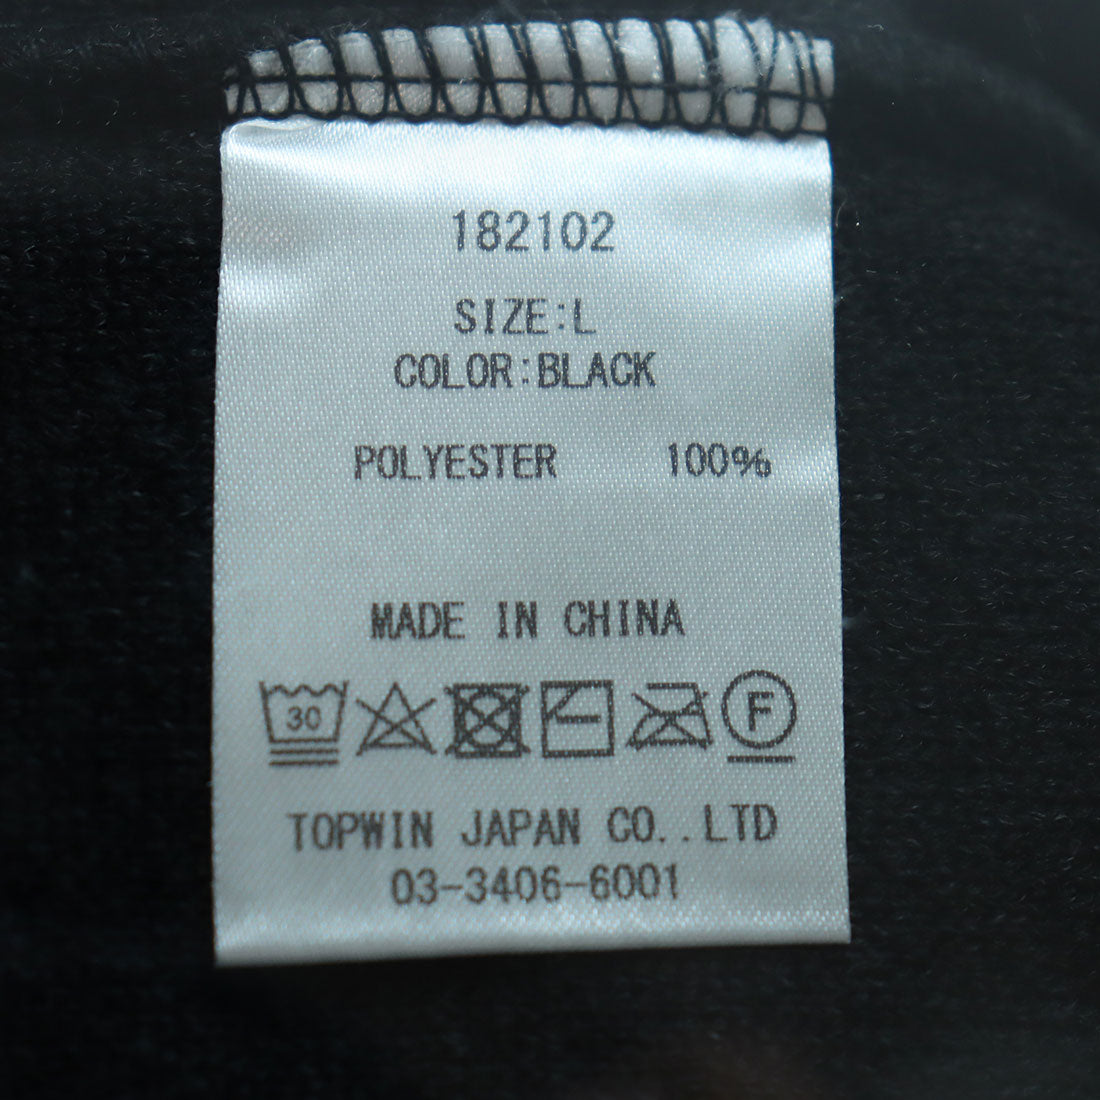 182102
SIZE:L
COLOR:BLACK
POLYESTER 100%
MADE IN CHINA
30 F
TOPWIN JAPAN CO..LTD
03-3406-6001